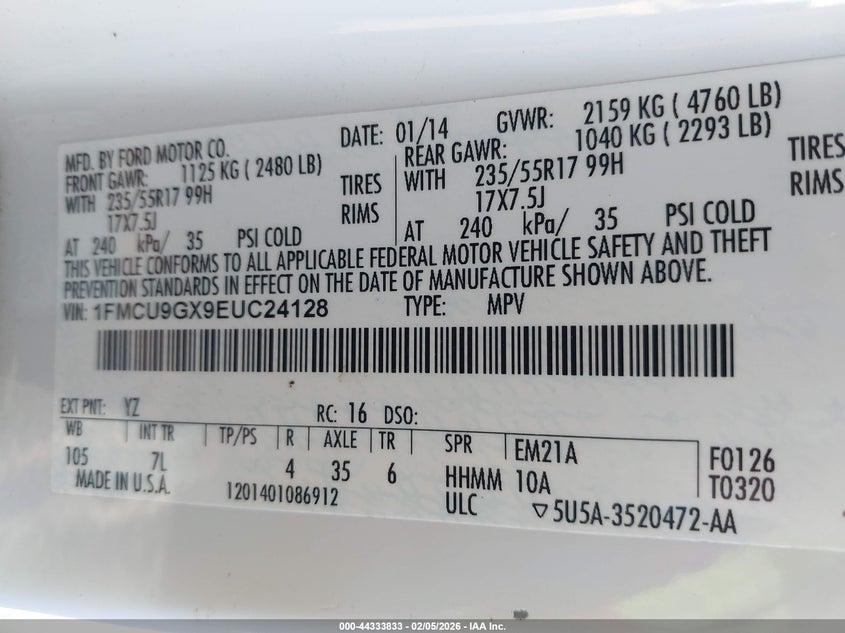 MFD. BY FORD MOTOR CO. DATE: 01/14 GVWR: 2159 KG ( 4760 LB)
FRONT GAWR: 1125 KG ( 2480 LB) REAR GAWR: 1040 KG ( 2293 LB)
WITH 235/55R17 99H TIRES WITH 235/55R17 99H TIRES
17X7.5J RIMS 17X7.5J RIMS
AT 240 kPa/ 35 PSI COLD AT 240 kPa/ 35 PSI COLD
THIS VEHICLE CONFORMS TO ALL APPLICABLE FEDERAL MOTOR VEHICLE SAFETY AND THEFT
PREVENTION STANDARDS IN EFFECT ON THE DATE OF MANUFACTURE SHOWN ABOVE.
VIN: 1FMCU9GX9EUC24128 TYPE: MPV
EXT PNT: YZ RC: 16 DSO:
WB INT TR TP/PS R AXLE TR SPR EM21A F0126
105 7L 4 35 6 HHMM 10A T0320
MADE IN U.S.A. 1201401086912 ULC ▽5U5A-3520472-AA
000-44333833 - 02/05/2026 - IAA Inc.